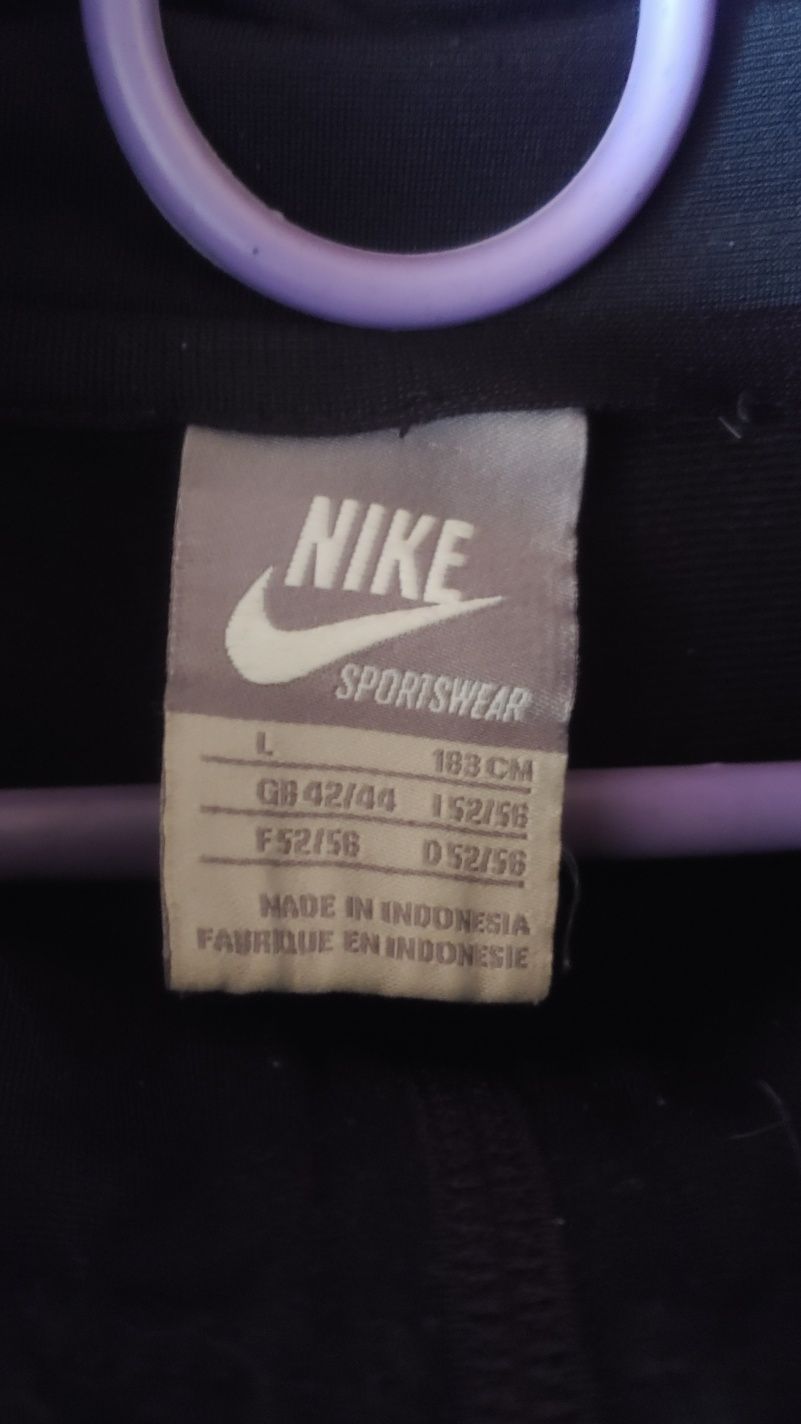 NIKE
SPORTSWEAR
L 183 CM
GB 42/44 I 52/56
F 52/56 D 52/56
MADE IN INDONESIA
FABRIQUE EN INDONESIE